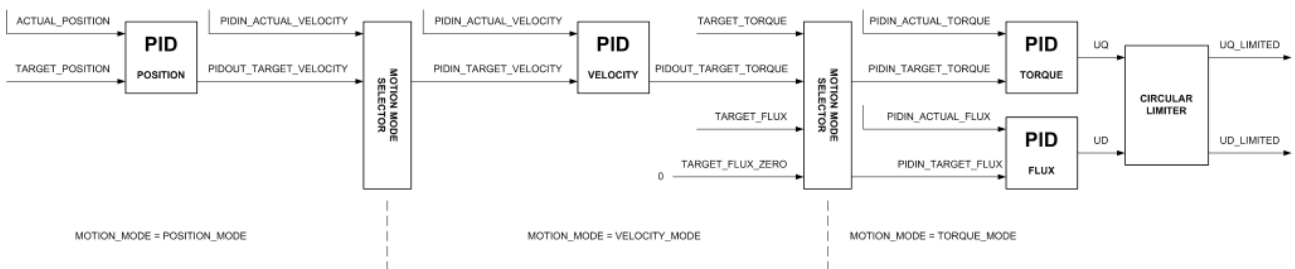 ACTUAL_POSITION
TARGET_POSITION
PID
POSITION
PIDIN_ACTUAL_VELOCITY
PIDOUT_TARGET_VELOCITY
MOTION MODE
SELECTOR
PIDIN_ACTUAL_VELOCITY
PIDIN_TARGET_VELOCITY
PID
VELOCITY
PIDOUT_TARGET_TORQUE
TARGET_TORQUE
TARGET_FLUX
0
TARGET_FLUX_ZERO
MOTION MODE
SELECTOR
PIDIN_ACTUAL_TORQUE
PIDIN_TARGET_TORQUE
PID
TORQUE
PIDIN_ACTUAL_FLUX
PIDIN_TARGET_FLUX
PID
FLUX
UQ
UD
CIRCULAR
LIMITER
UQ_LIMITED
UD_LIMITED
MOTION_MODE = POSITION_MODE
MOTION_MODE = VELOCITY_MODE
MOTION_MODE = TORQUE_MODE